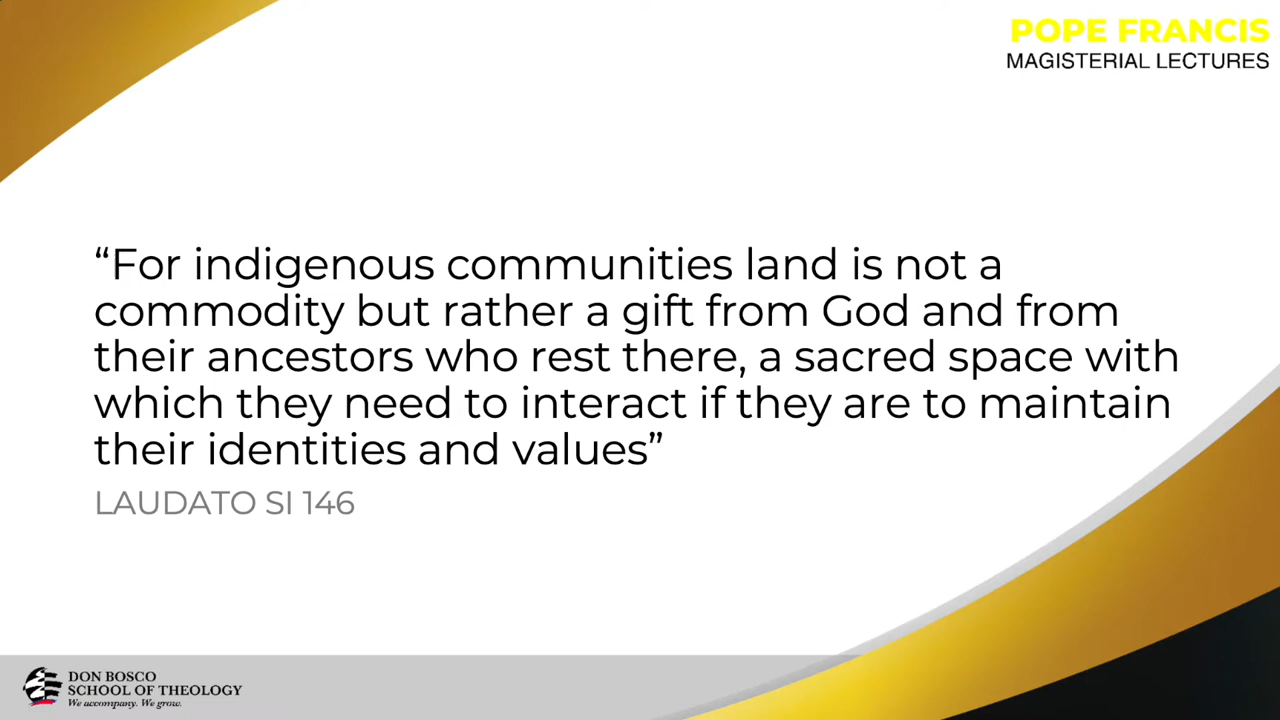 POPE FRANCIS
MAGISTERIAL LECTURES
“For indigenous communities land is not a
commodity but rather a gift from God and from
their ancestors who rest there, a sacred space with
which they need to interact if they are to maintain
their identities and values”
LAUDATO SI 146
DON BOSCO
SCHOOL OF THEOLOGY
We accompany. We grow.